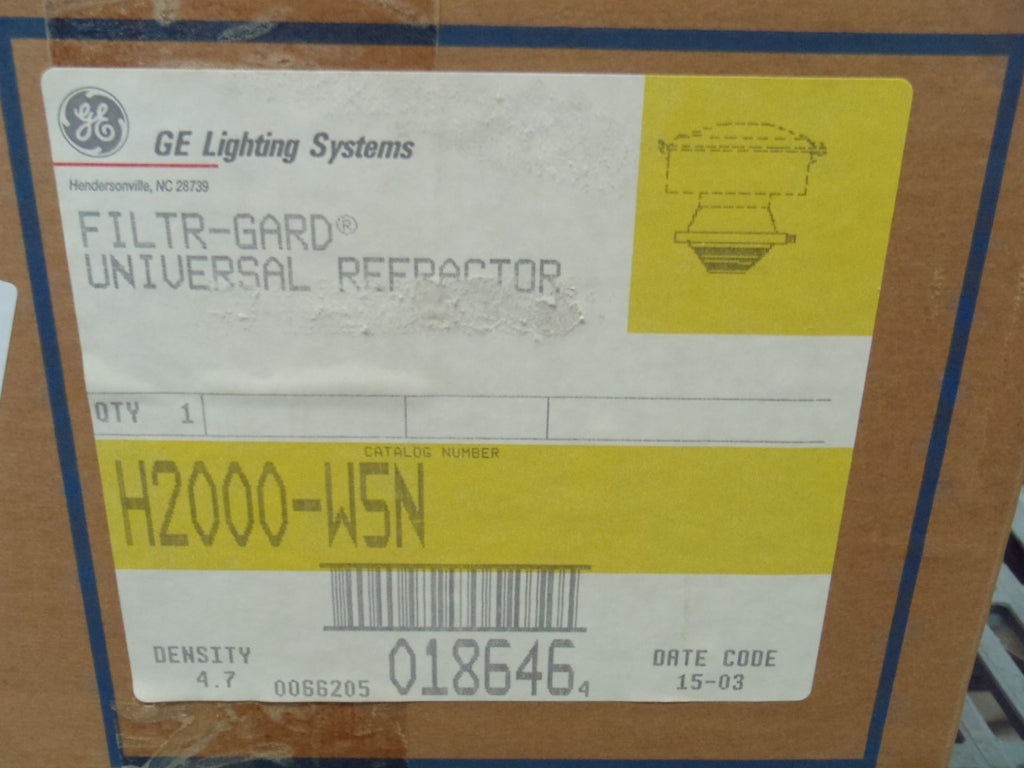 GE
GE Lighting Systems
Hendersonville, NC 28739
FILTR-GARD®
UNIVERSAL REFRACTOR
QTY 1
CATALOG NUMBER
H2000-W5N
DENSITY
4.7
0066205
018646 4
DATE CODE
15-03